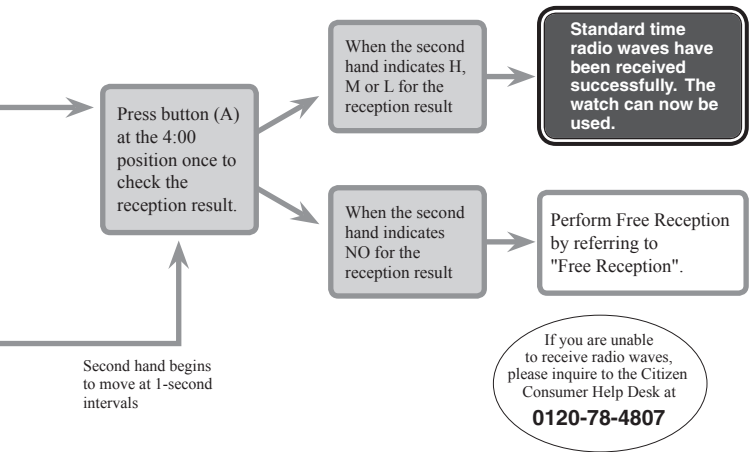 Press button (A)
at the 4:00
position once to
check the
reception result.
When the second
hand indicates H,
M or L for the
reception result
Standard time
radio waves have
been received
successfully. The
watch can now be
used.
When the second
hand indicates
NO for the
reception result
Perform Free Reception
by referring to
"Free Reception".
Second hand begins
to move at 1-second
intervals
If you are unable
to receive radio waves,
please inquire to the Citizen
Consumer Help Desk at
0120-78-4807